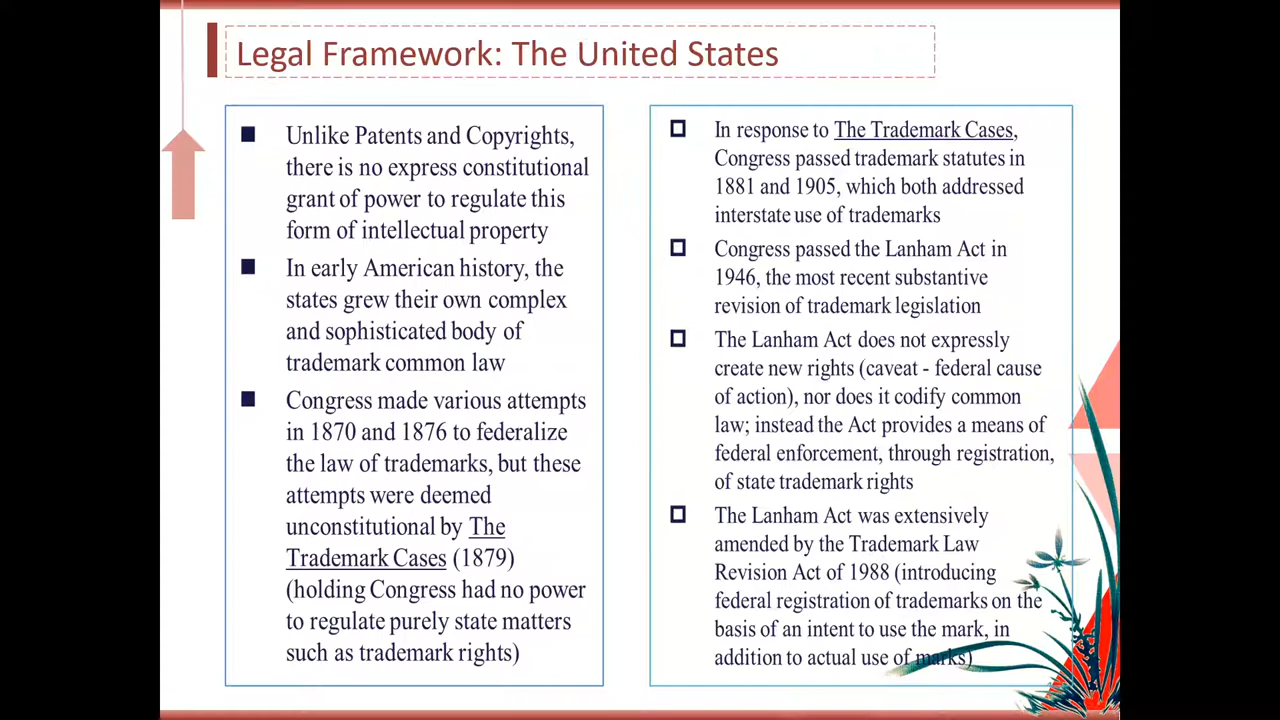 Legal Framework: The United States
Unlike Patents and Copyrights,
there is no express constitutional
grant of power to regulate this
form of intellectual property
In early American history, the
states grew their own complex
and sophisticated body of
trademark common law
Congress made various attempts
in 1870 and 1876 to federalize
the law of trademarks, but these
attempts were deemed
unconstitutional by The
Trademark Cases (1879)
(holding Congress had no power
to regulate purely state matters
such as trademark rights)
In response to The Trademark Cases,
Congress passed trademark statutes in
1881 and 1905, which both addressed
interstate use of trademarks
Congress passed the Lanham Act in
1946, the most recent substantive
revision of trademark legislation
The Lanham Act does not expressly
create new rights (caveat - federal cause
of action), nor does it codify common
law; instead the Act provides a means of
federal enforcement, through registration,
of state trademark rights
The Lanham Act was extensively
amended by the Trademark Law
Revision Act of 1988 (introducing
federal registration of trademarks on the
basis of an intent to use the mark, in
addition to actual use of marks)